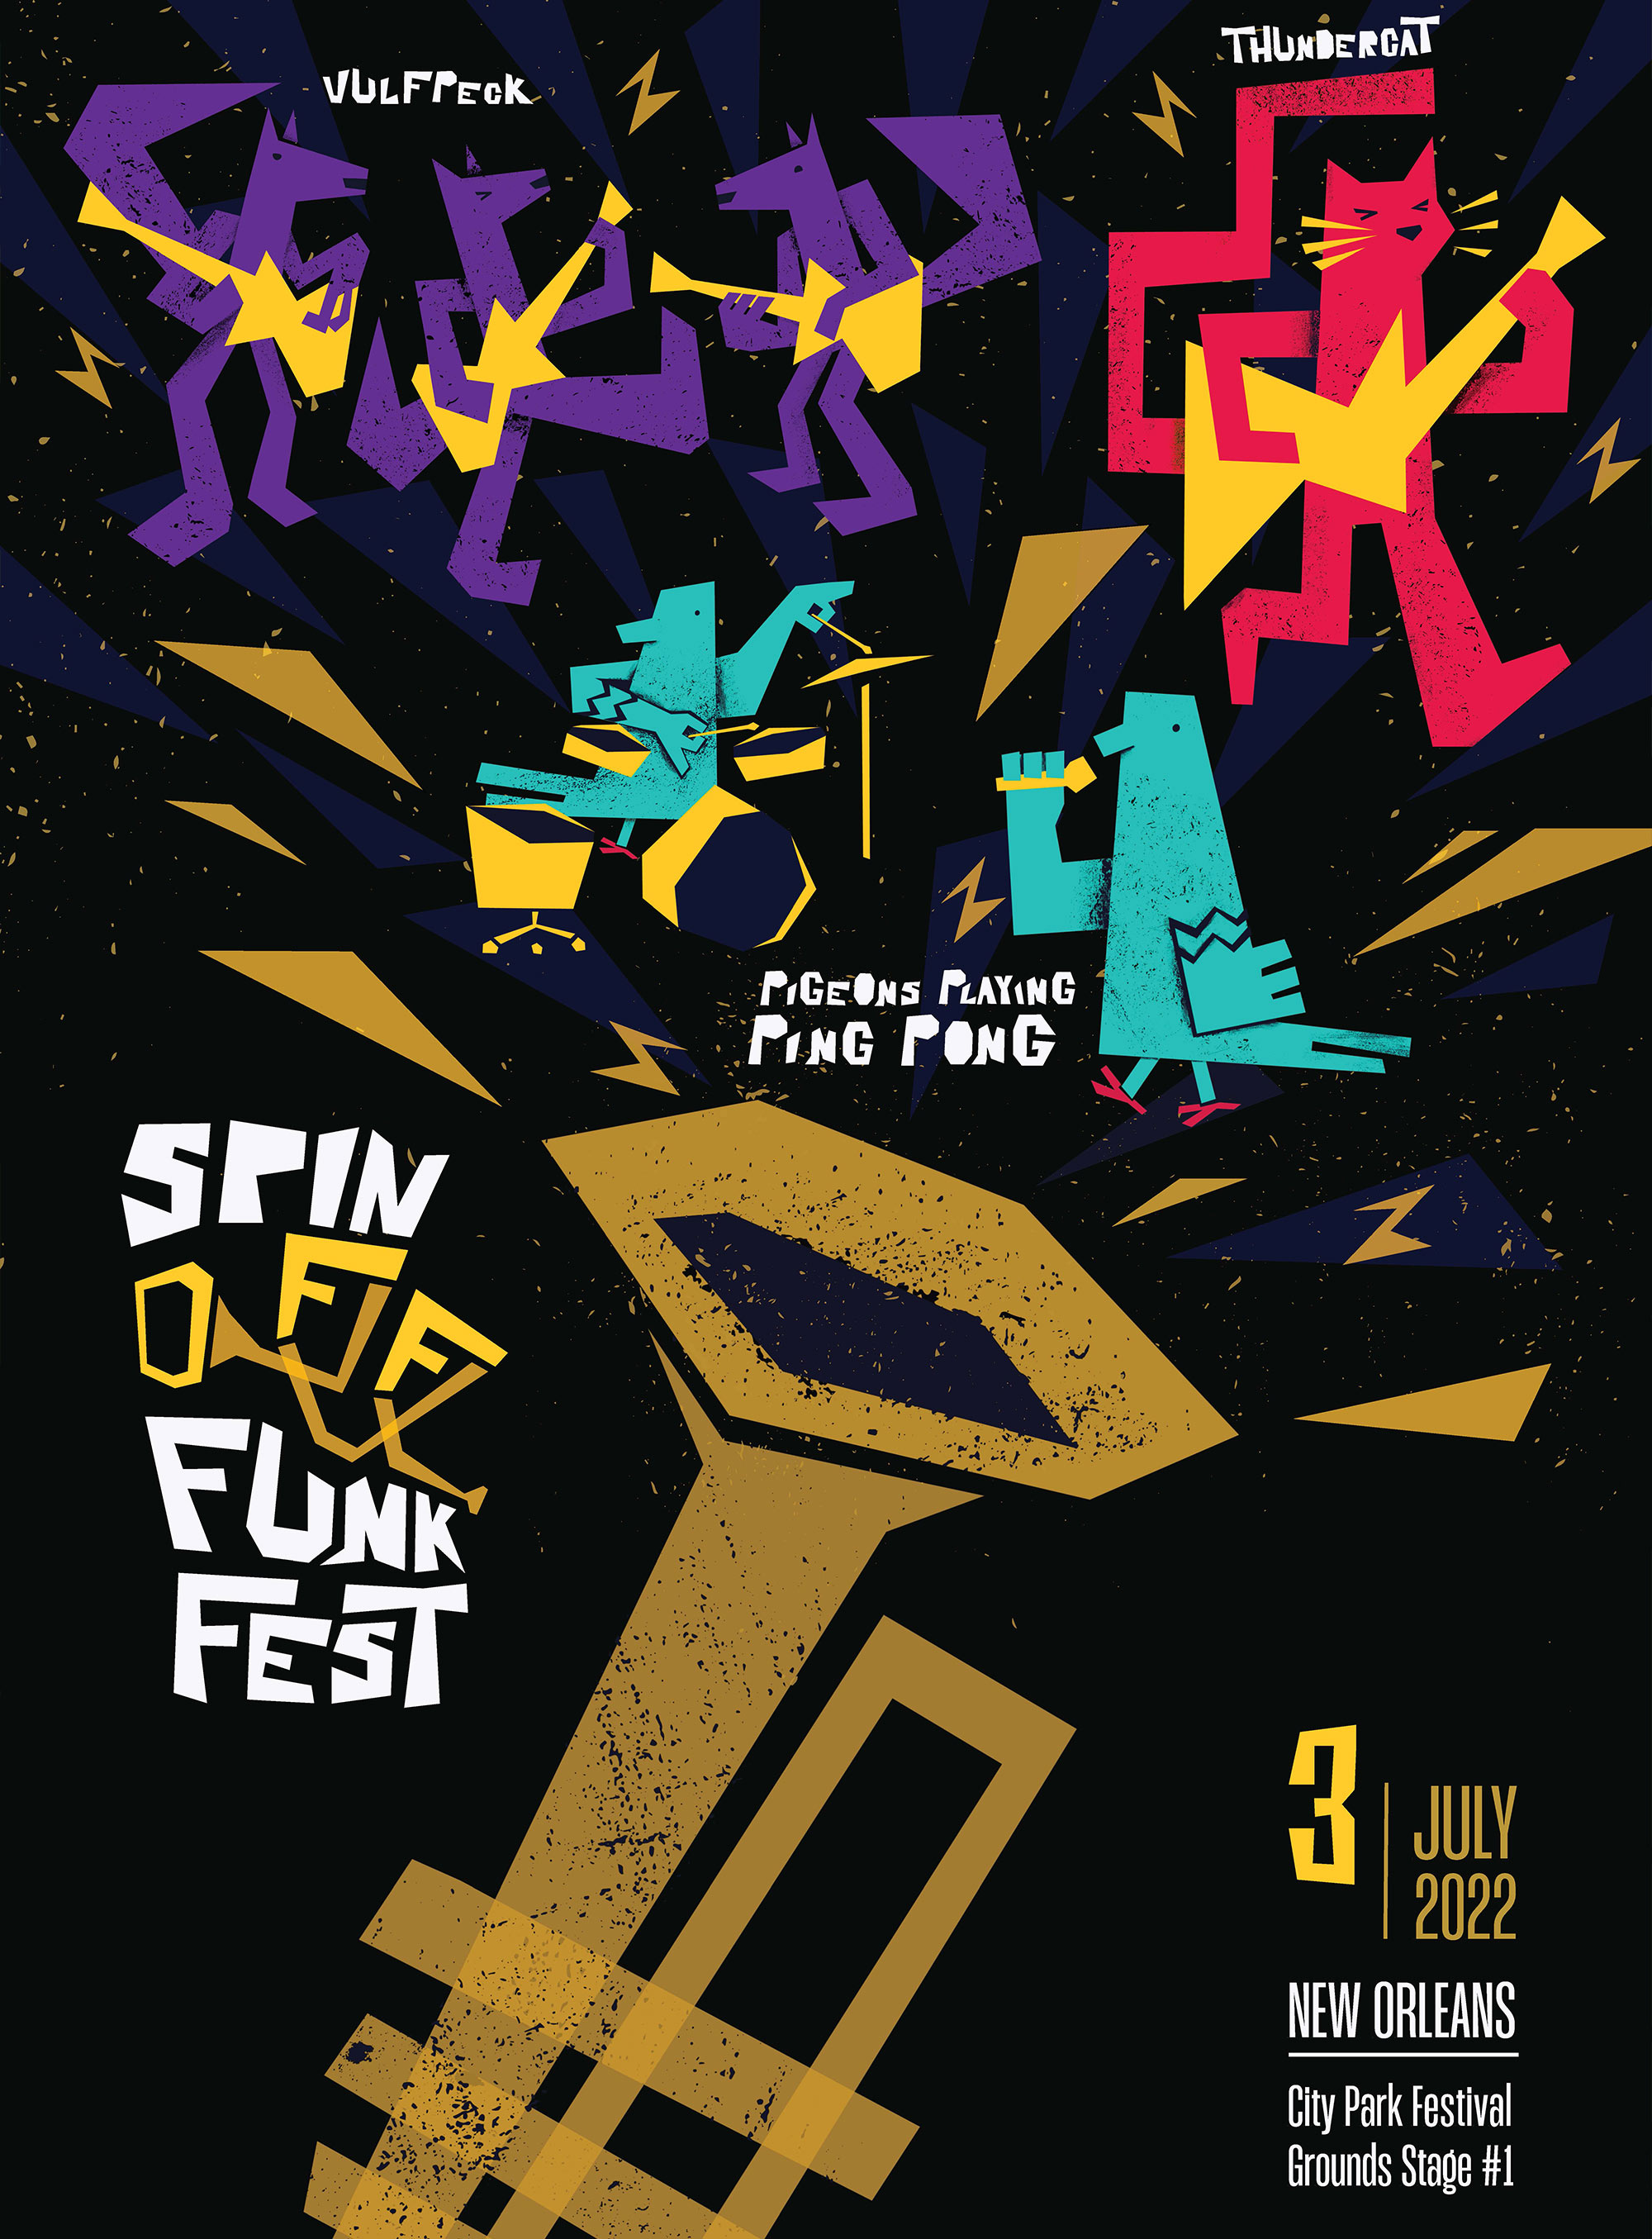 VULFPECK
THUNDERCAT
PIGEONS PLAYING
PING PONG
SPIN
OFF
FUNK
FEST
3
JULY
2022
NEW ORLEANS
City Park Festival
Grounds Stage #1